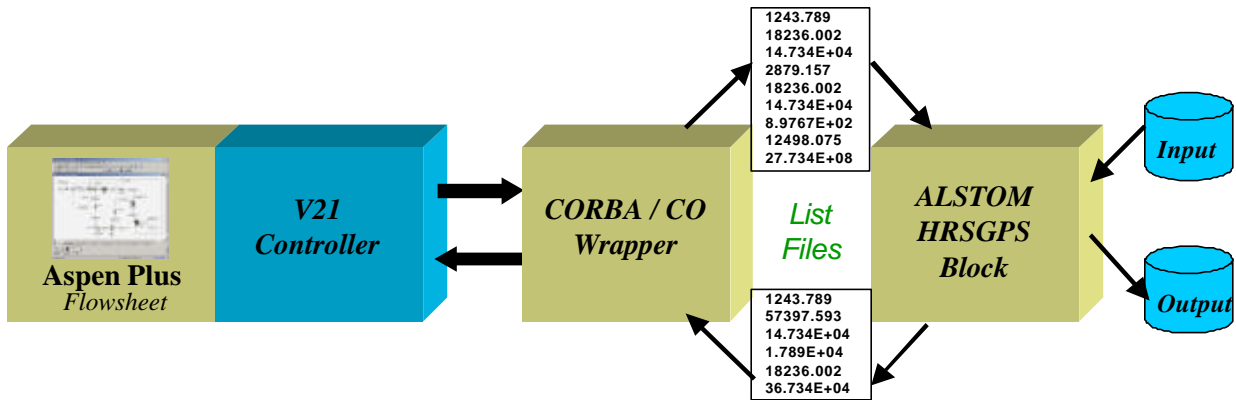 Aspen Plus
Flowsheet
V21
Controller
CORBA / CO
Wrapper
1243.789
18236.002
14.734E+04
2879.157
18236.002
14.734E+04
8.9767E+02
12498.075
27.734E+08
List
Files
1243.789
57397.593
14.734E+04
1.789E+04
18236.002
36.734E+04
ALSTOM
HRSGPS
Block
Input
Output